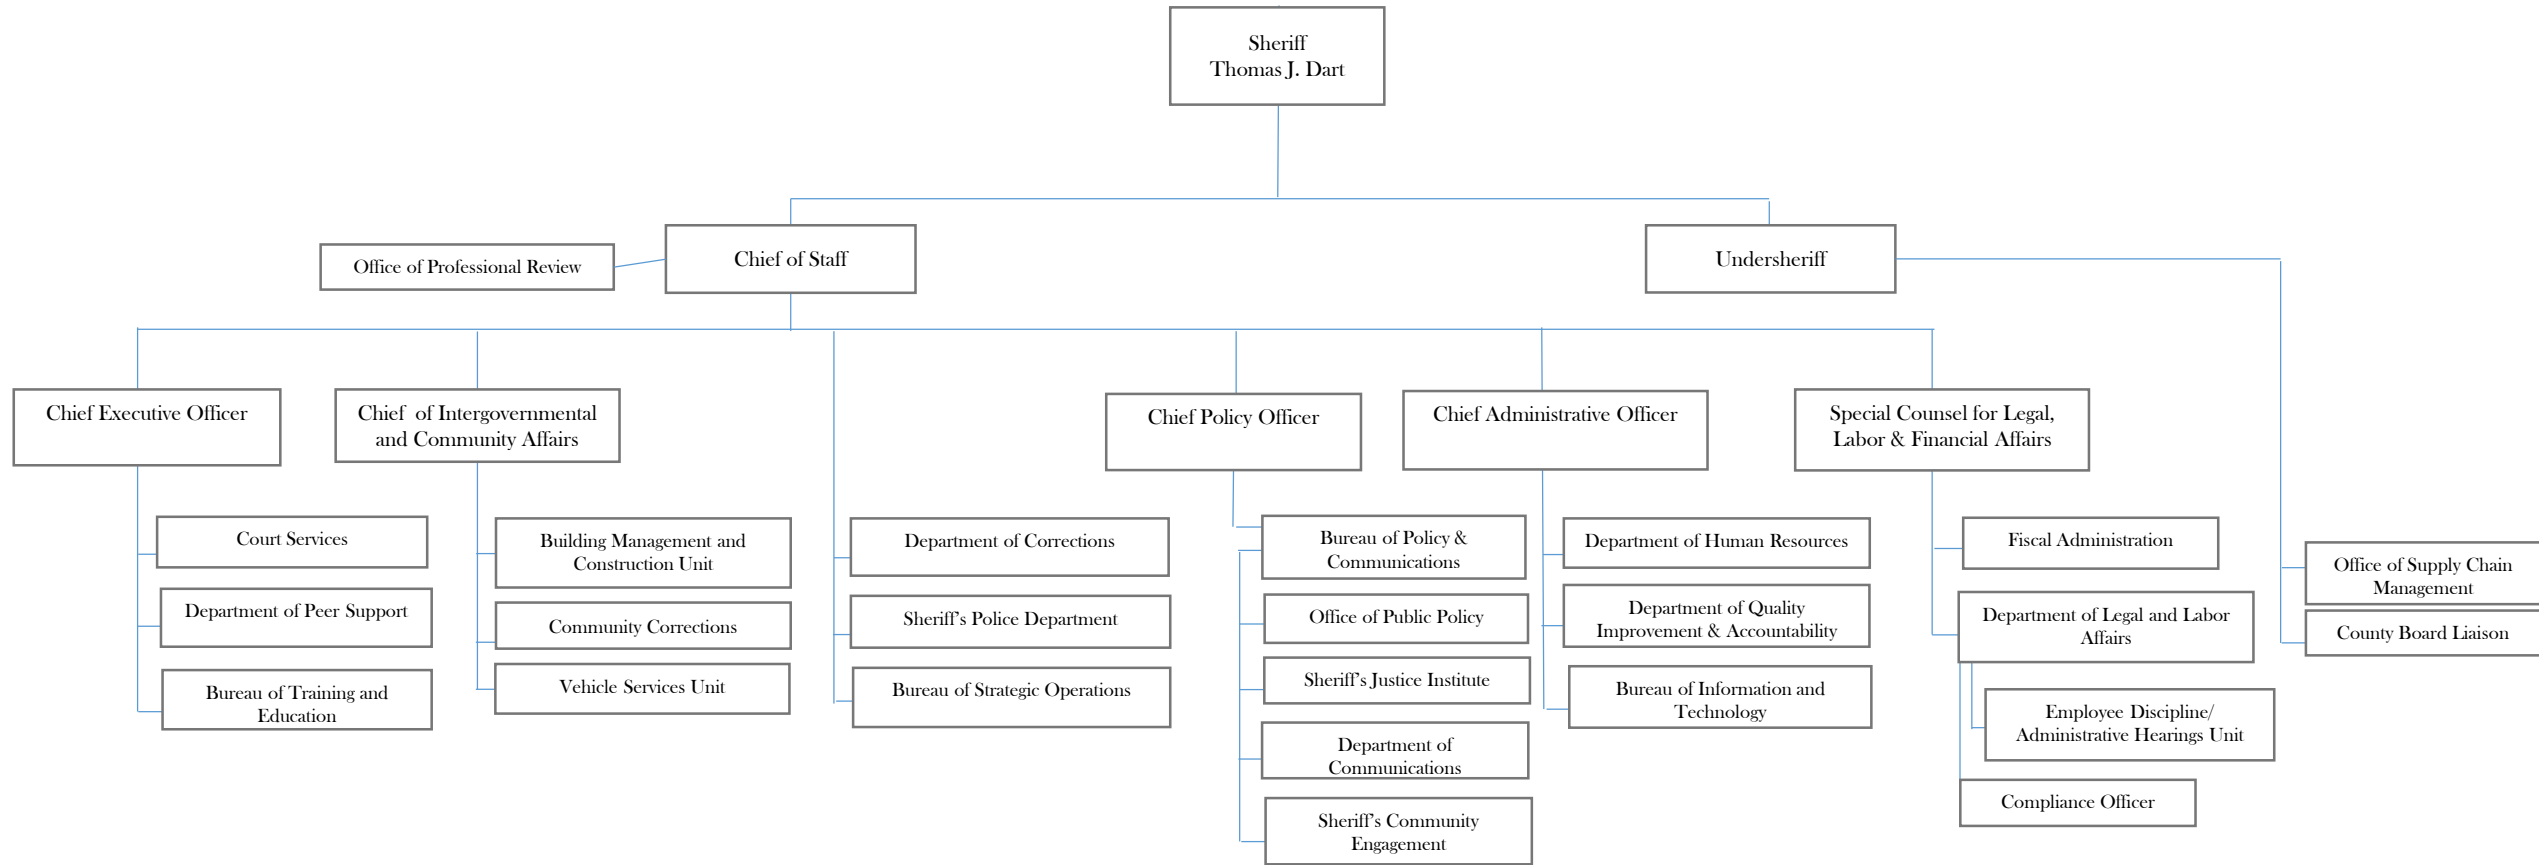 Sheriff
Thomas J. Dart
Office of Professional Review
Chief of Staff
Undersheriff
Chief Executive Officer
Chief of Intergovernmental
and Community Affairs
Chief Policy Officer
Chief Administrative Officer
Special Counsel for Legal,
Labor & Financial Affairs
Court Services
Department of Peer Support
Bureau of Training and
Education
Building Management and
Construction Unit
Community Corrections
Vehicle Services Unit
Department of Corrections
Sheriff's Police Department
Bureau of Strategic Operations
Bureau of Policy &
Communications
Office of Public Policy
Sheriff's Justice Institute
Department of
Communications
Sheriff's Community
Engagement
Department of Human Resources
Department of Quality
Improvement & Accountability
Bureau of Information and
Technology
Fiscal Administration
Department of Legal and Labor
Affairs
Employee Discipline/
Administrative Hearings Unit
Compliance Officer
Office of Supply Chain
Management
County Board Liaison